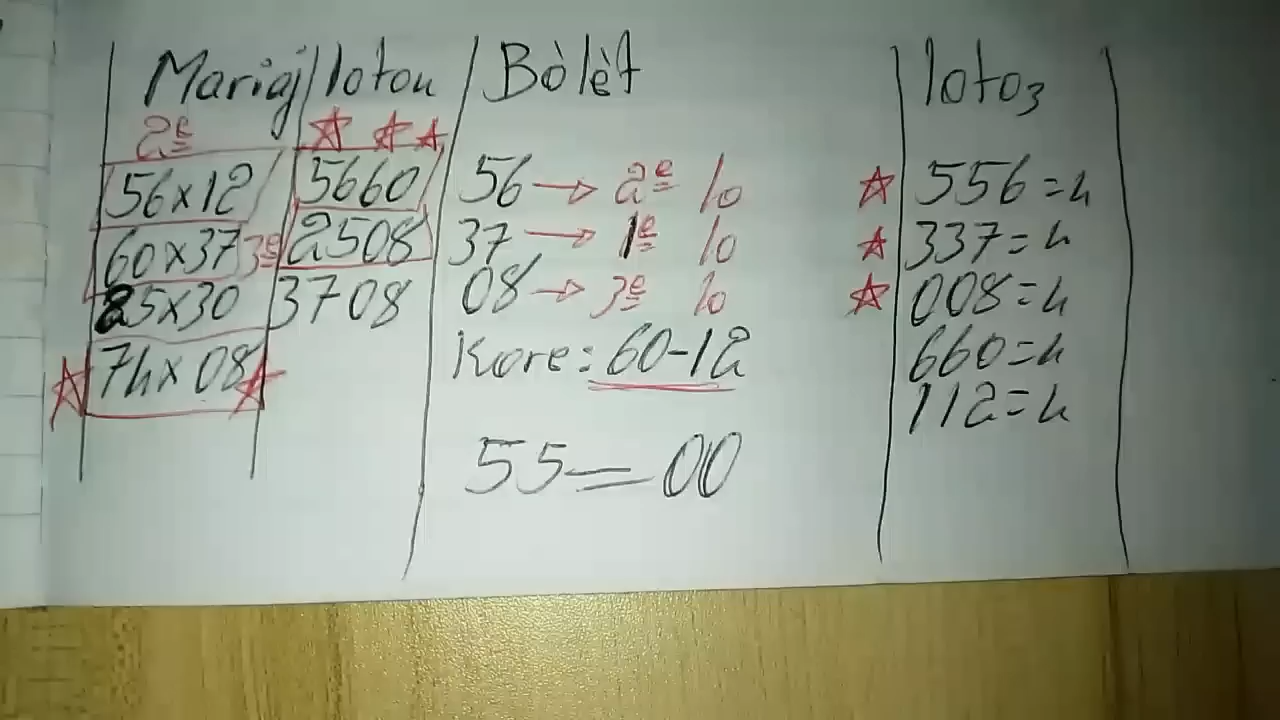 Mariaj lotou Bòlèt loto3
2e
56x12 5660 56 → 2e lo 556=4
60x37 3e 2508 37 → 1e lo 337=4
25x30 3708 08 → 3e lo 008=4
74x08 Kore: 60-12 660=4
112=4
55=00